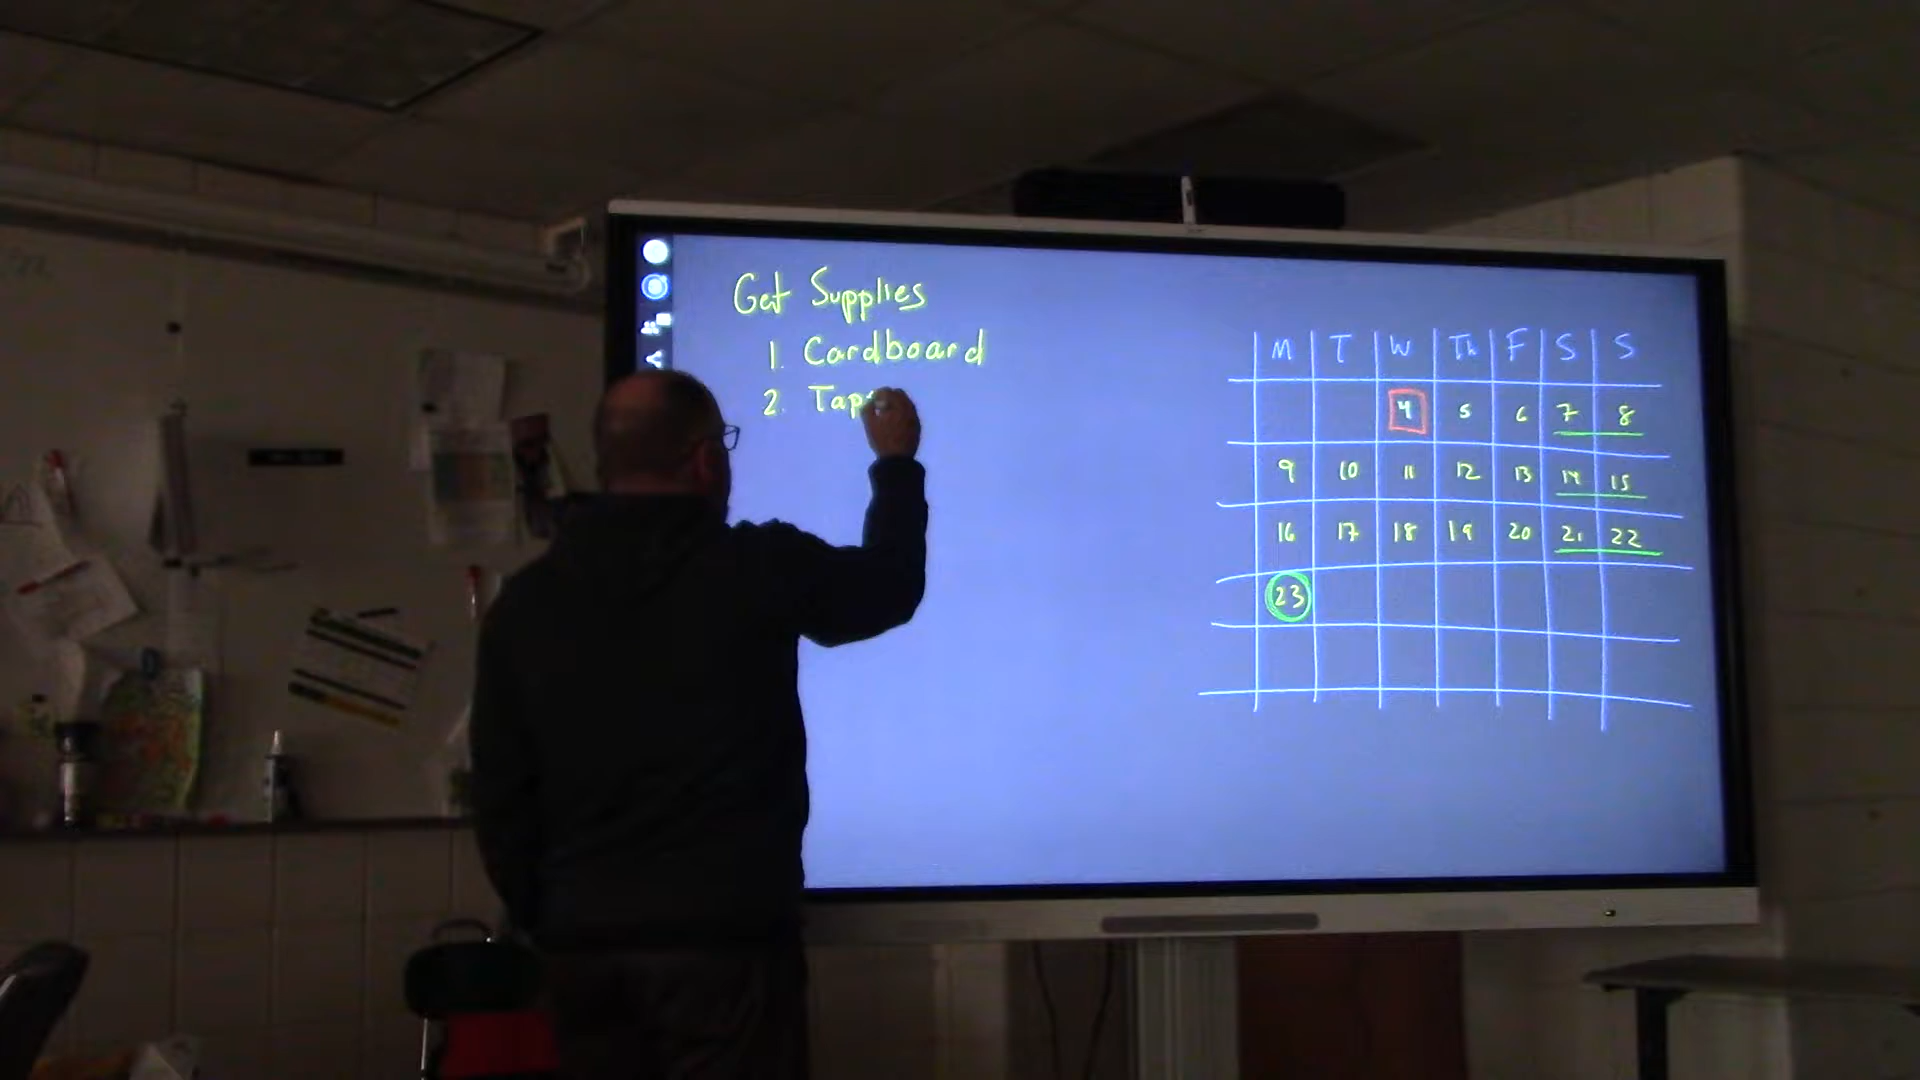 Get Supplies
1. Cardboard
2. Tap
M T W Th F S S
4 5 6 7 8
9 10 11 12 13 14 15
16 17 18 19 20 21 22
23